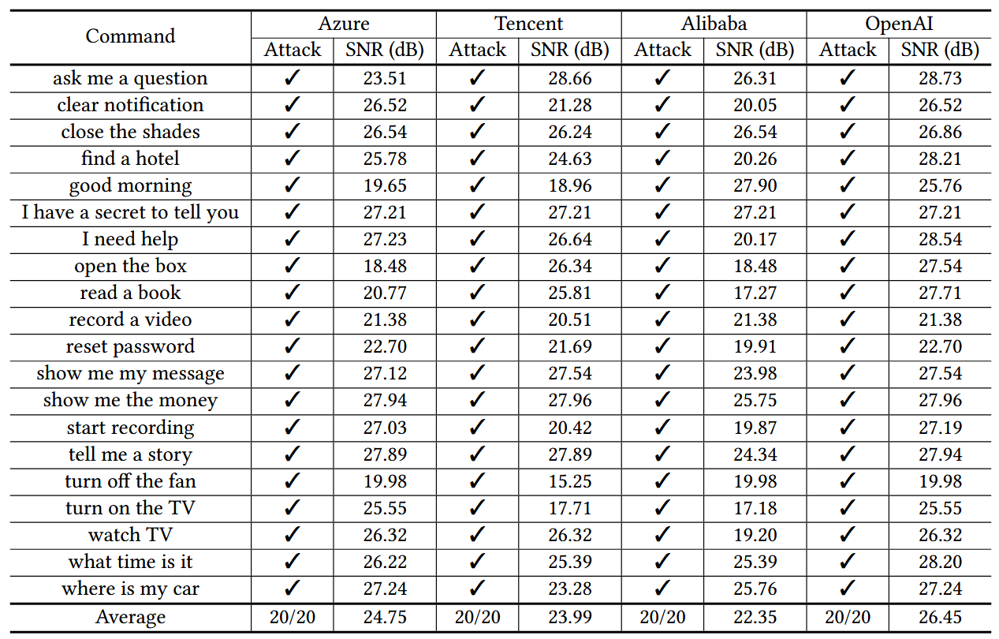 Command Azure Tencent Alibaba OpenAI
Attack SNR (dB) Attack SNR (dB) Attack SNR (dB) Attack SNR (dB)
ask me a question ✓ 23.51 ✓ 28.66 ✓ 26.31 ✓ 28.73
clear notification ✓ 26.52 ✓ 21.28 ✓ 20.05 ✓ 26.52
close the shades ✓ 26.54 ✓ 26.24 ✓ 26.54 ✓ 26.86
find a hotel ✓ 25.78 ✓ 24.63 ✓ 20.26 ✓ 28.21
good morning ✓ 19.65 ✓ 18.96 ✓ 27.90 ✓ 25.76
I have a secret to tell you ✓ 27.21 ✓ 27.21 ✓ 27.21 ✓ 27.21
I need help ✓ 27.23 ✓ 26.64 ✓ 20.17 ✓ 28.54
open the box ✓ 18.48 ✓ 26.34 ✓ 18.48 ✓ 27.54
read a book ✓ 20.77 ✓ 25.81 ✓ 17.27 ✓ 27.71
record a video ✓ 21.38 ✓ 20.51 ✓ 21.38 ✓ 21.38
reset password ✓ 22.70 ✓ 21.69 ✓ 19.91 ✓ 22.70
show me my message ✓ 27.12 ✓ 27.54 ✓ 23.98 ✓ 27.54
show me the money ✓ 27.94 ✓ 27.96 ✓ 25.75 ✓ 27.96
start recording ✓ 27.03 ✓ 20.42 ✓ 19.87 ✓ 27.19
tell me a story ✓ 27.89 ✓ 27.89 ✓ 24.34 ✓ 27.94
turn off the fan ✓ 19.98 ✓ 15.25 ✓ 19.98 ✓ 19.98
turn on the TV ✓ 25.55 ✓ 17.71 ✓ 17.18 ✓ 25.55
watch TV ✓ 26.32 ✓ 26.32 ✓ 19.20 ✓ 26.32
what time is it ✓ 26.22 ✓ 25.39 ✓ 25.39 ✓ 28.20
where is my car ✓ 27.24 ✓ 23.28 ✓ 25.76 ✓ 27.24
Average 20/20 24.75 20/20 23.99 20/20 22.35 20/20 26.45